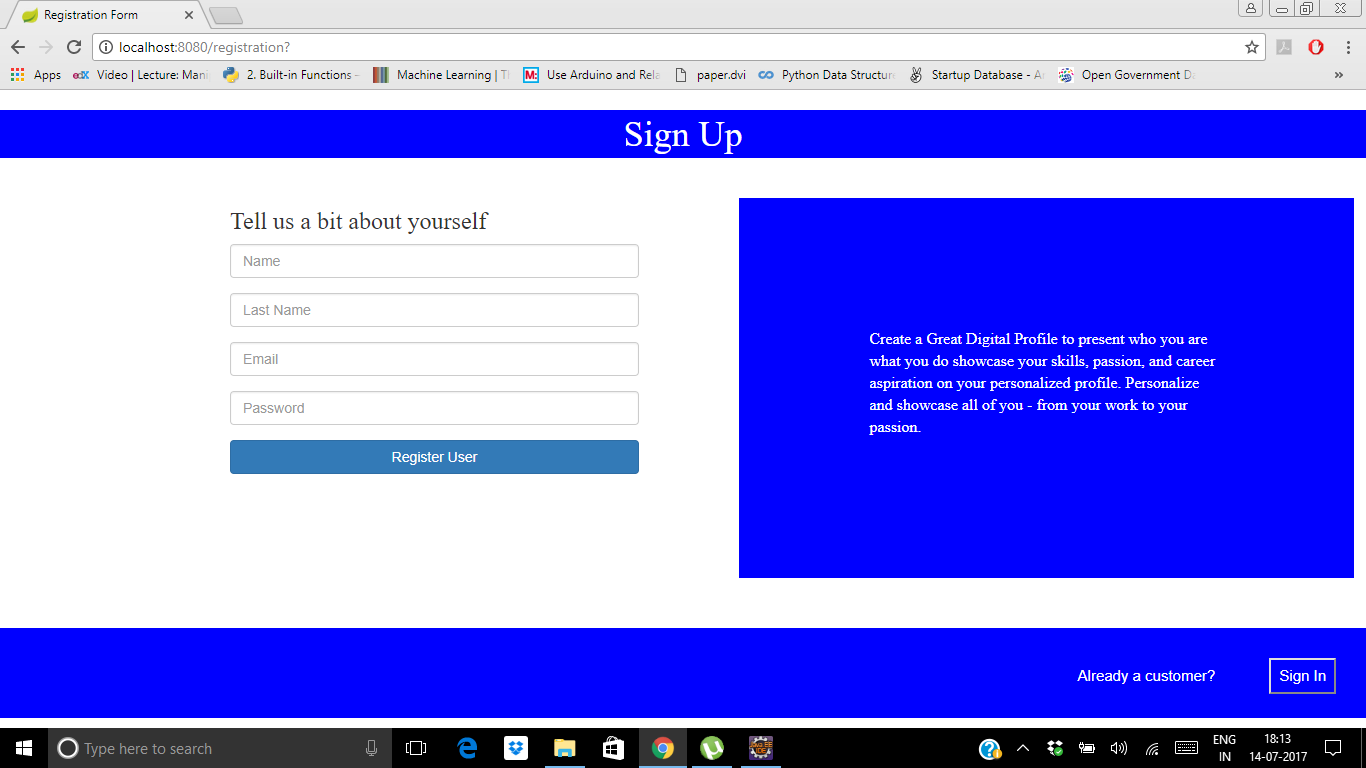 Registration Form
localhost:8080/registration?
Apps
Video | Lecture: Mani
2. Built-in Functions -
Machine Learning | T
M: Use Arduino and Rela
paper.dvi
Python Data Structur
Startup Database - A
Open Government Da
Sign Up
Tell us a bit about yourself
Name
Last Name
Email
Password
Register User
Create a Great Digital Profile to present who you are
what you do showcase your skills, passion, and career
aspiration on your personalized profile. Personalize
and showcase all of you - from your work to your
passion.
Already a customer?
Sign In
Type here to search
ENG
IN
18:13
14-07-2017